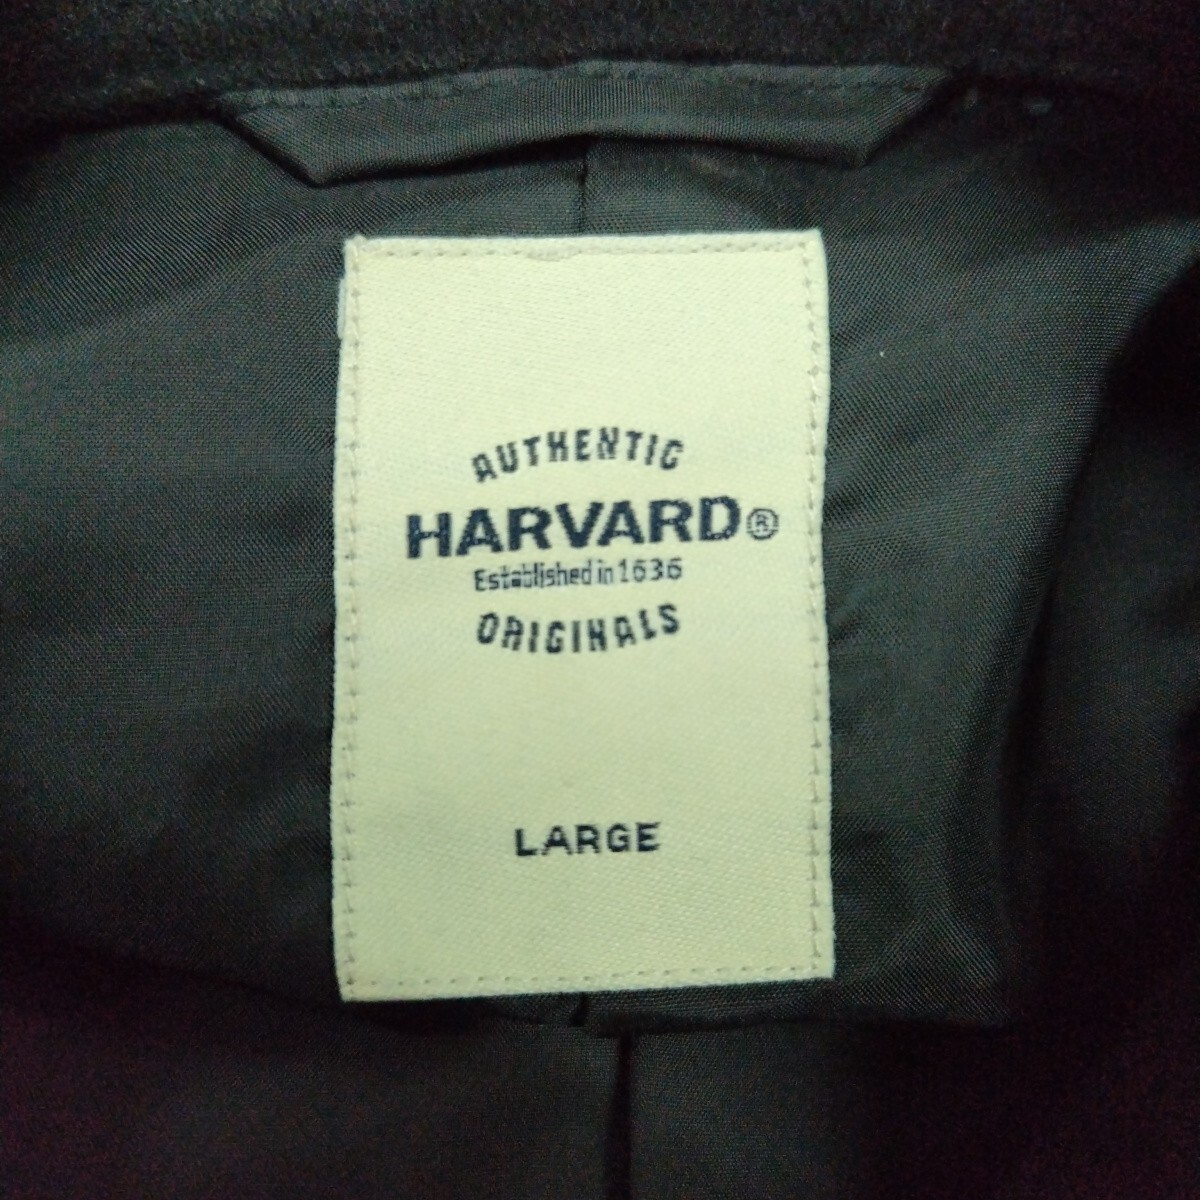 AUTHENTIC
HARVARD®
Established in 1636
ORIGINALS
LARGE